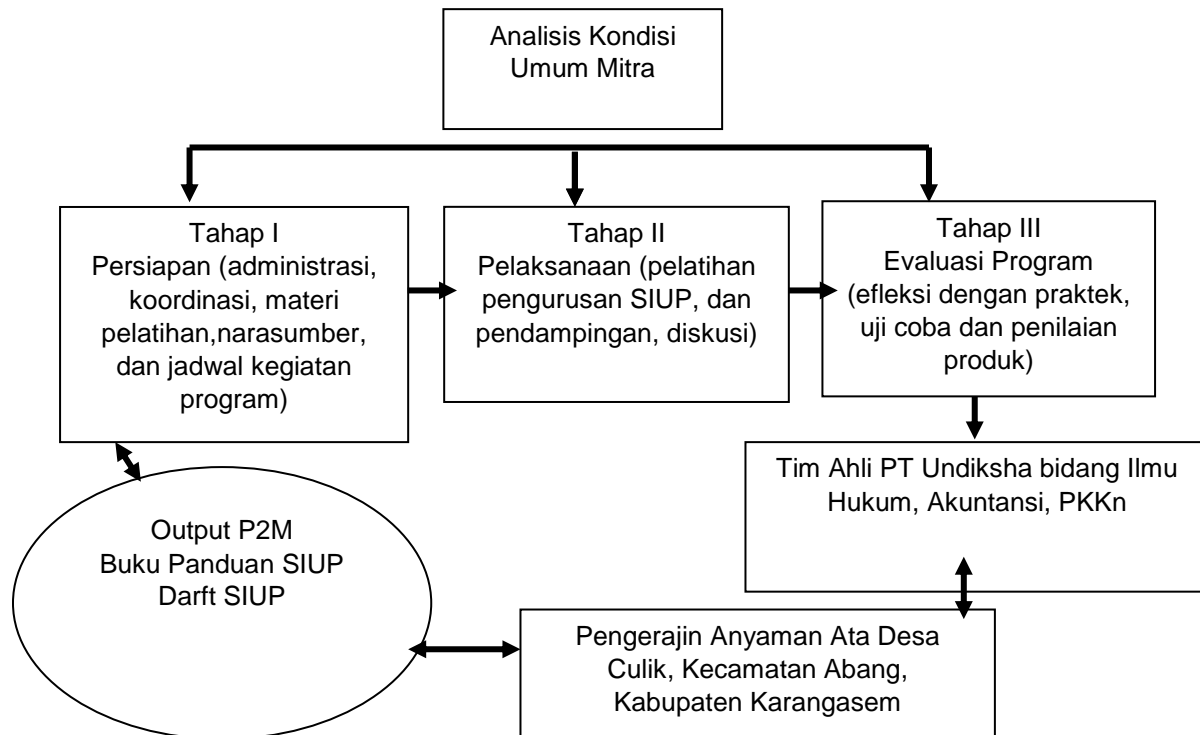 Analisis Kondisi
Umum Mitra
Tahap I
Persiapan (administrasi,
koordinasi, materi
pelatihan,narasumber,
dan jadwal kegiatan
program)
Tahap II
Pelaksanaan (pelatihan
pengurusan SIUP, dan
pendampingan, diskusi)
Tahap III
Evaluasi Program
(efleksi dengan praktek,
uji coba dan penilaian
produk)
Tim Ahli PT Undiksha bidang Ilmu
Hukum, Akuntansi, PKKn
Output P2M
Buku Panduan SIUP
Darft SIUP
Pengerajin Anyaman Ata Desa
Culik, Kecamatan Abang,
Kabupaten Karangasem